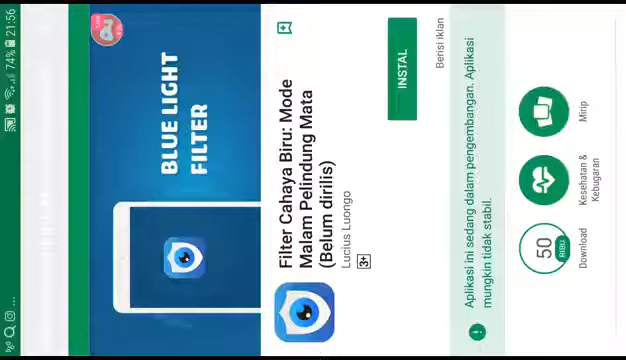 74% 21:56
BLUE LIGHT
FILTER
Filter Cahaya Biru: Mode
Malam Pelindung Mata
(Belum dirilis)
Lucius Luongo
3+
INSTAL
Berisi iklan
Aplikasi ini sedang dalam pengembangan. Aplikasi
mungkin tidak stabil.
50
RIBU
Download
Kesehatan &
Kebugaran
Mirip